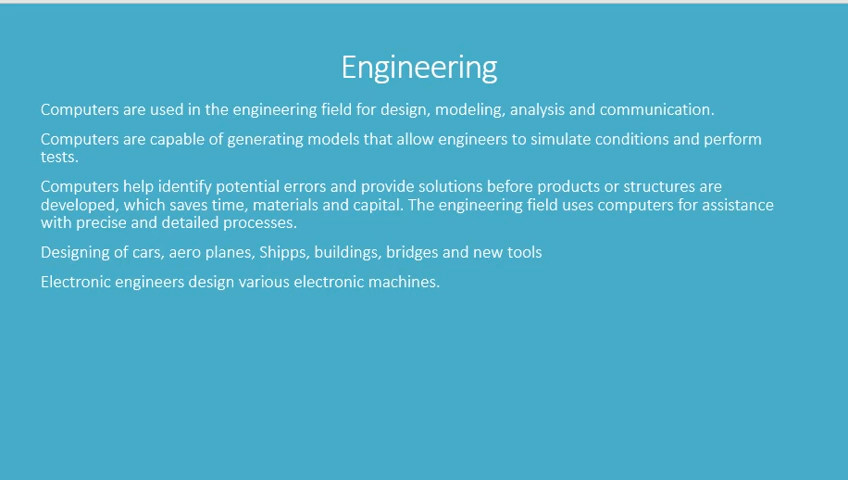 Engineering
Computers are used in the engineering field for design, modeling, analysis and communication.
Computers are capable of generating models that allow engineers to simulate conditions and perform
tests.
Computers help identify potential errors and provide solutions before products or structures are
developed, which saves time, materials and capital. The engineering field uses computers for assistance
with precise and detailed processes.
Designing of cars, aero planes, Shipps, buildings, bridges and new tools
Electronic engineers design various electronic machines.